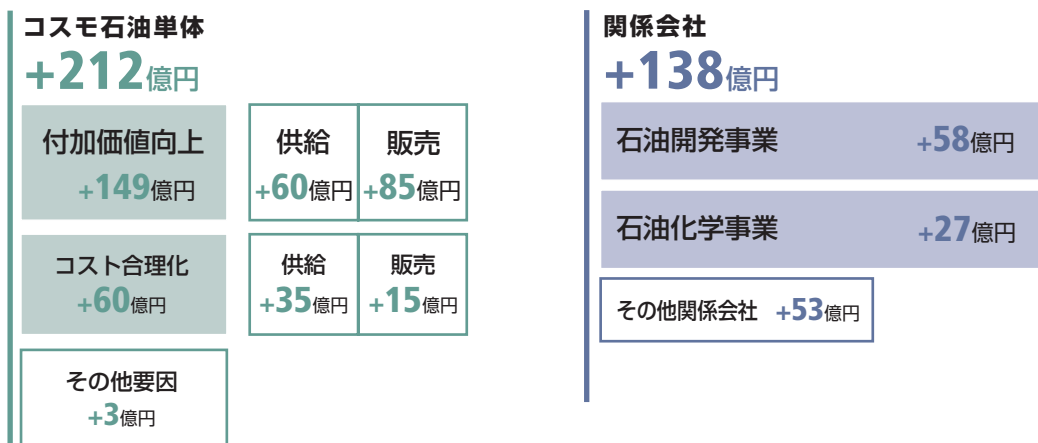 コスモ石油単体
+212億円
付加価値向上
+149億円
供給
+60億円
販売
+85億円
コスト合理化
+60億円
供給
+35億円
販売
+15億円
その他要因
+3億円
関係会社
+138億円
石油開発事業 +58億円
石油化学事業 +27億円
その他関係会社 +53億円